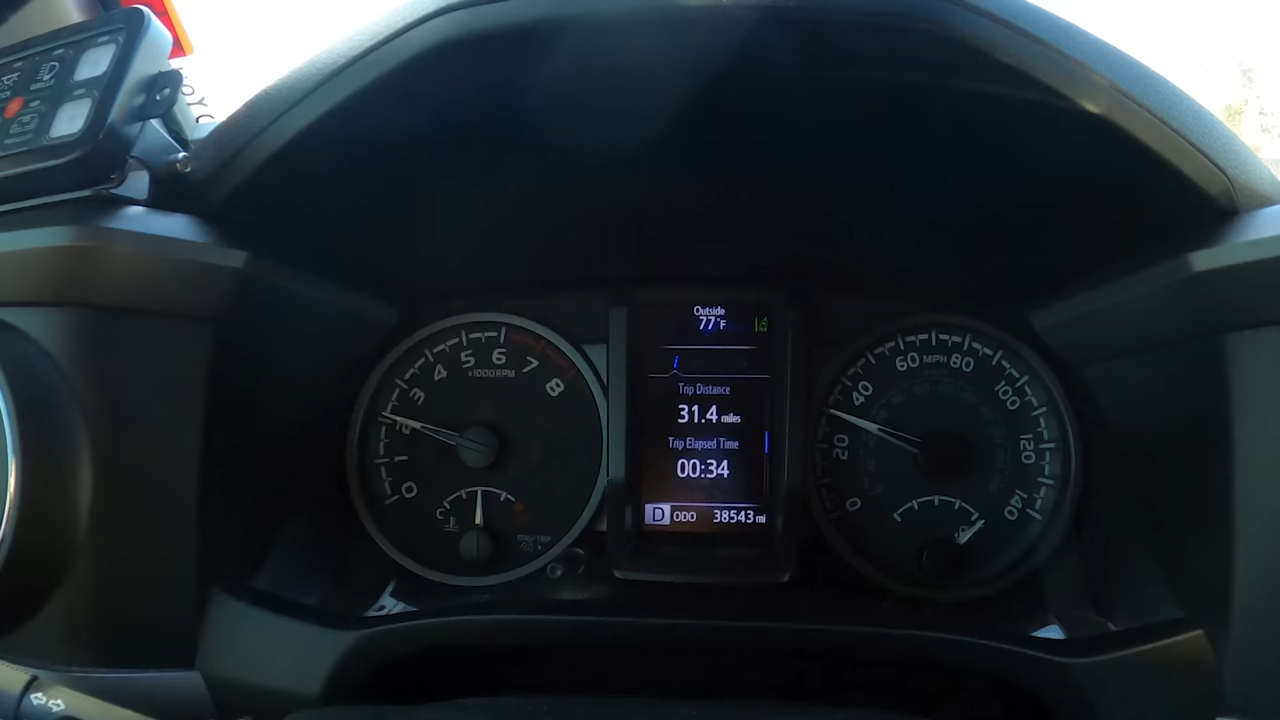 Outside
77°F
i
Trip Distance
31.4 miles
Trip Elapsed Time
00:34
D ODO 38543 mi
0 1 2 3 4 5 6 7 8
x1000RPM
C
0 20 40 60 MPH 80 100 120 140